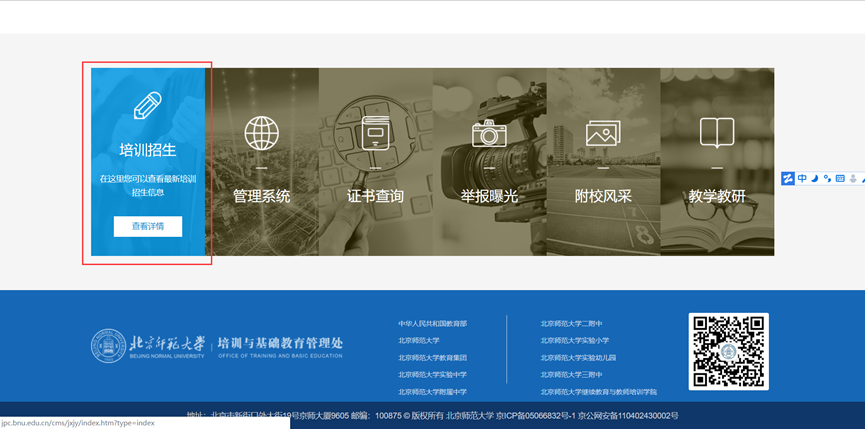 培训招生
在这里您可以查看最新培训
招生信息
查看详情
管理系统
证书查询
举报曝光
附校风采
教学教研
中
北京师范大学
BEIJING NORMAL UNIVERSITY
培训与基础教育管理处
OFFICE OF TRAINING AND BASIC EDUCATION
中华人民共和国教育部
北京师范大学
北京师范大学教育集团
北京师范大学实验中学
北京师范大学附属中学
北京师范大学二附中
北京师范大学实验小学
北京师范大学实验幼儿园
北京师范大学三附中
北京师范大学继续教育与教师培训学院
地址：北京市新街口外大街19号京师大厦9605 邮编：100875 © 版权所有 北京师范大学 京ICP备05066832号-1 京公网安备110402430002号
jpc.bnu.edu.cn/cms/jxjy/index.htm?type=index